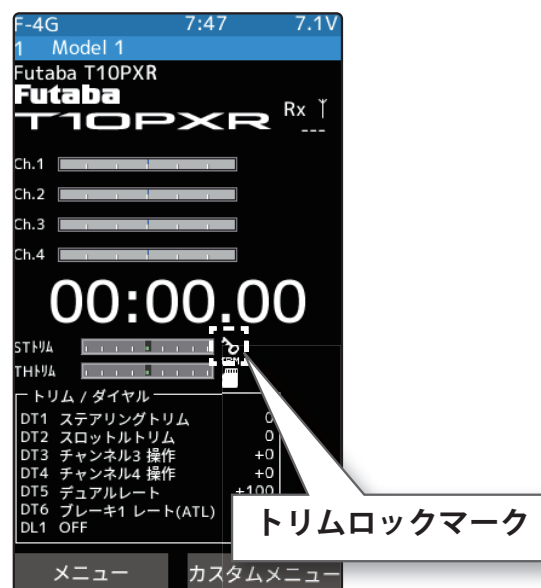 F-4G 7:47 7.1V
1 Model 1
Futaba T10PXR
Futaba
T10PXR
Rx
---
Ch.1
Ch.2
Ch.3
Ch.4
00:00.00
STﾄﾘﾑ
THﾄﾘﾑ
トリム / ダイヤル
DT1 ステアリングトリム 0
DT2 スロットルトリム 0
DT3 チャンネル3 操作 +0
DT4 チャンネル4 操作 +0
DT5 デュアルレート +100
DT6 ブレーキ1 レート(ATL)
DL1 OFF
トリムロックマーク
メニュー カスタムメニュー